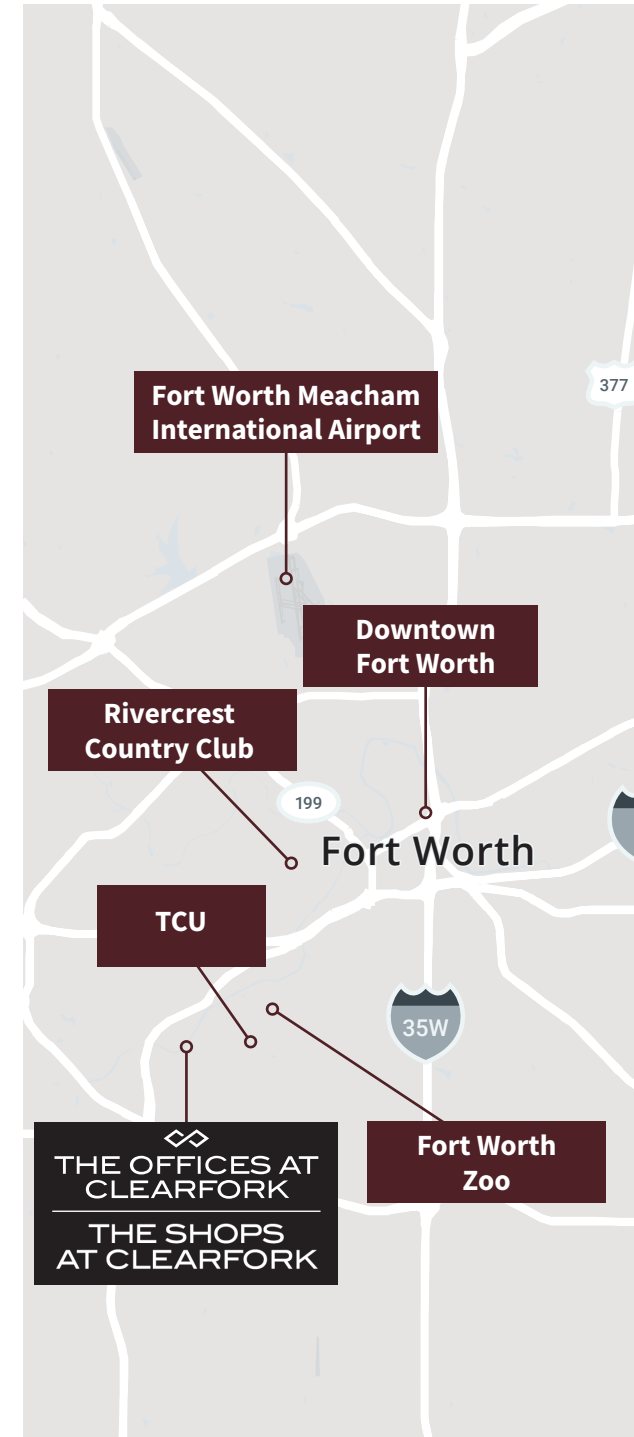 377
Fort Worth Meacham
International Airport
Downtown
Fort Worth
Rivercrest
Country Club
199
Fort Worth
TCU
35W
THE OFFICES AT
CLEARFORK
THE SHOPS
AT CLEARFORK
Fort Worth
Zoo